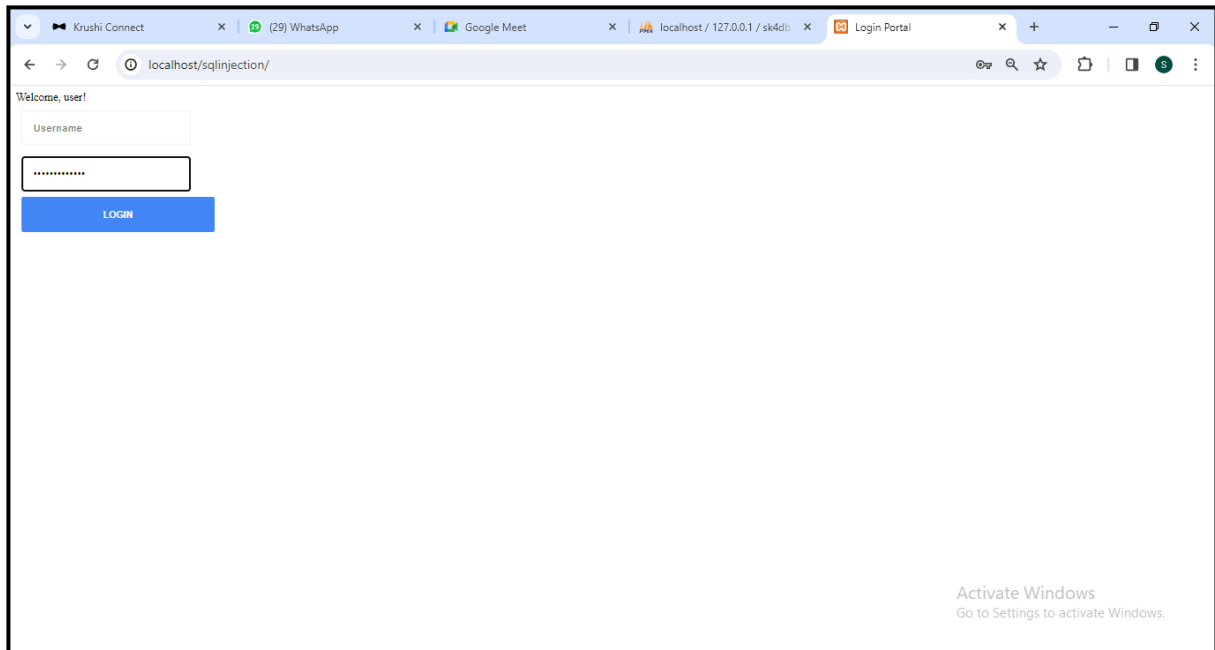 Krushi Connect
(29) WhatsApp
Google Meet
localhost / 127.0.0.1 / sk4db
Login Portal
localhost/sqlinjection/
S
Welcome, user!
Username
•••••••••••••
LOGIN
Activate Windows
Go to Settings to activate Windows.